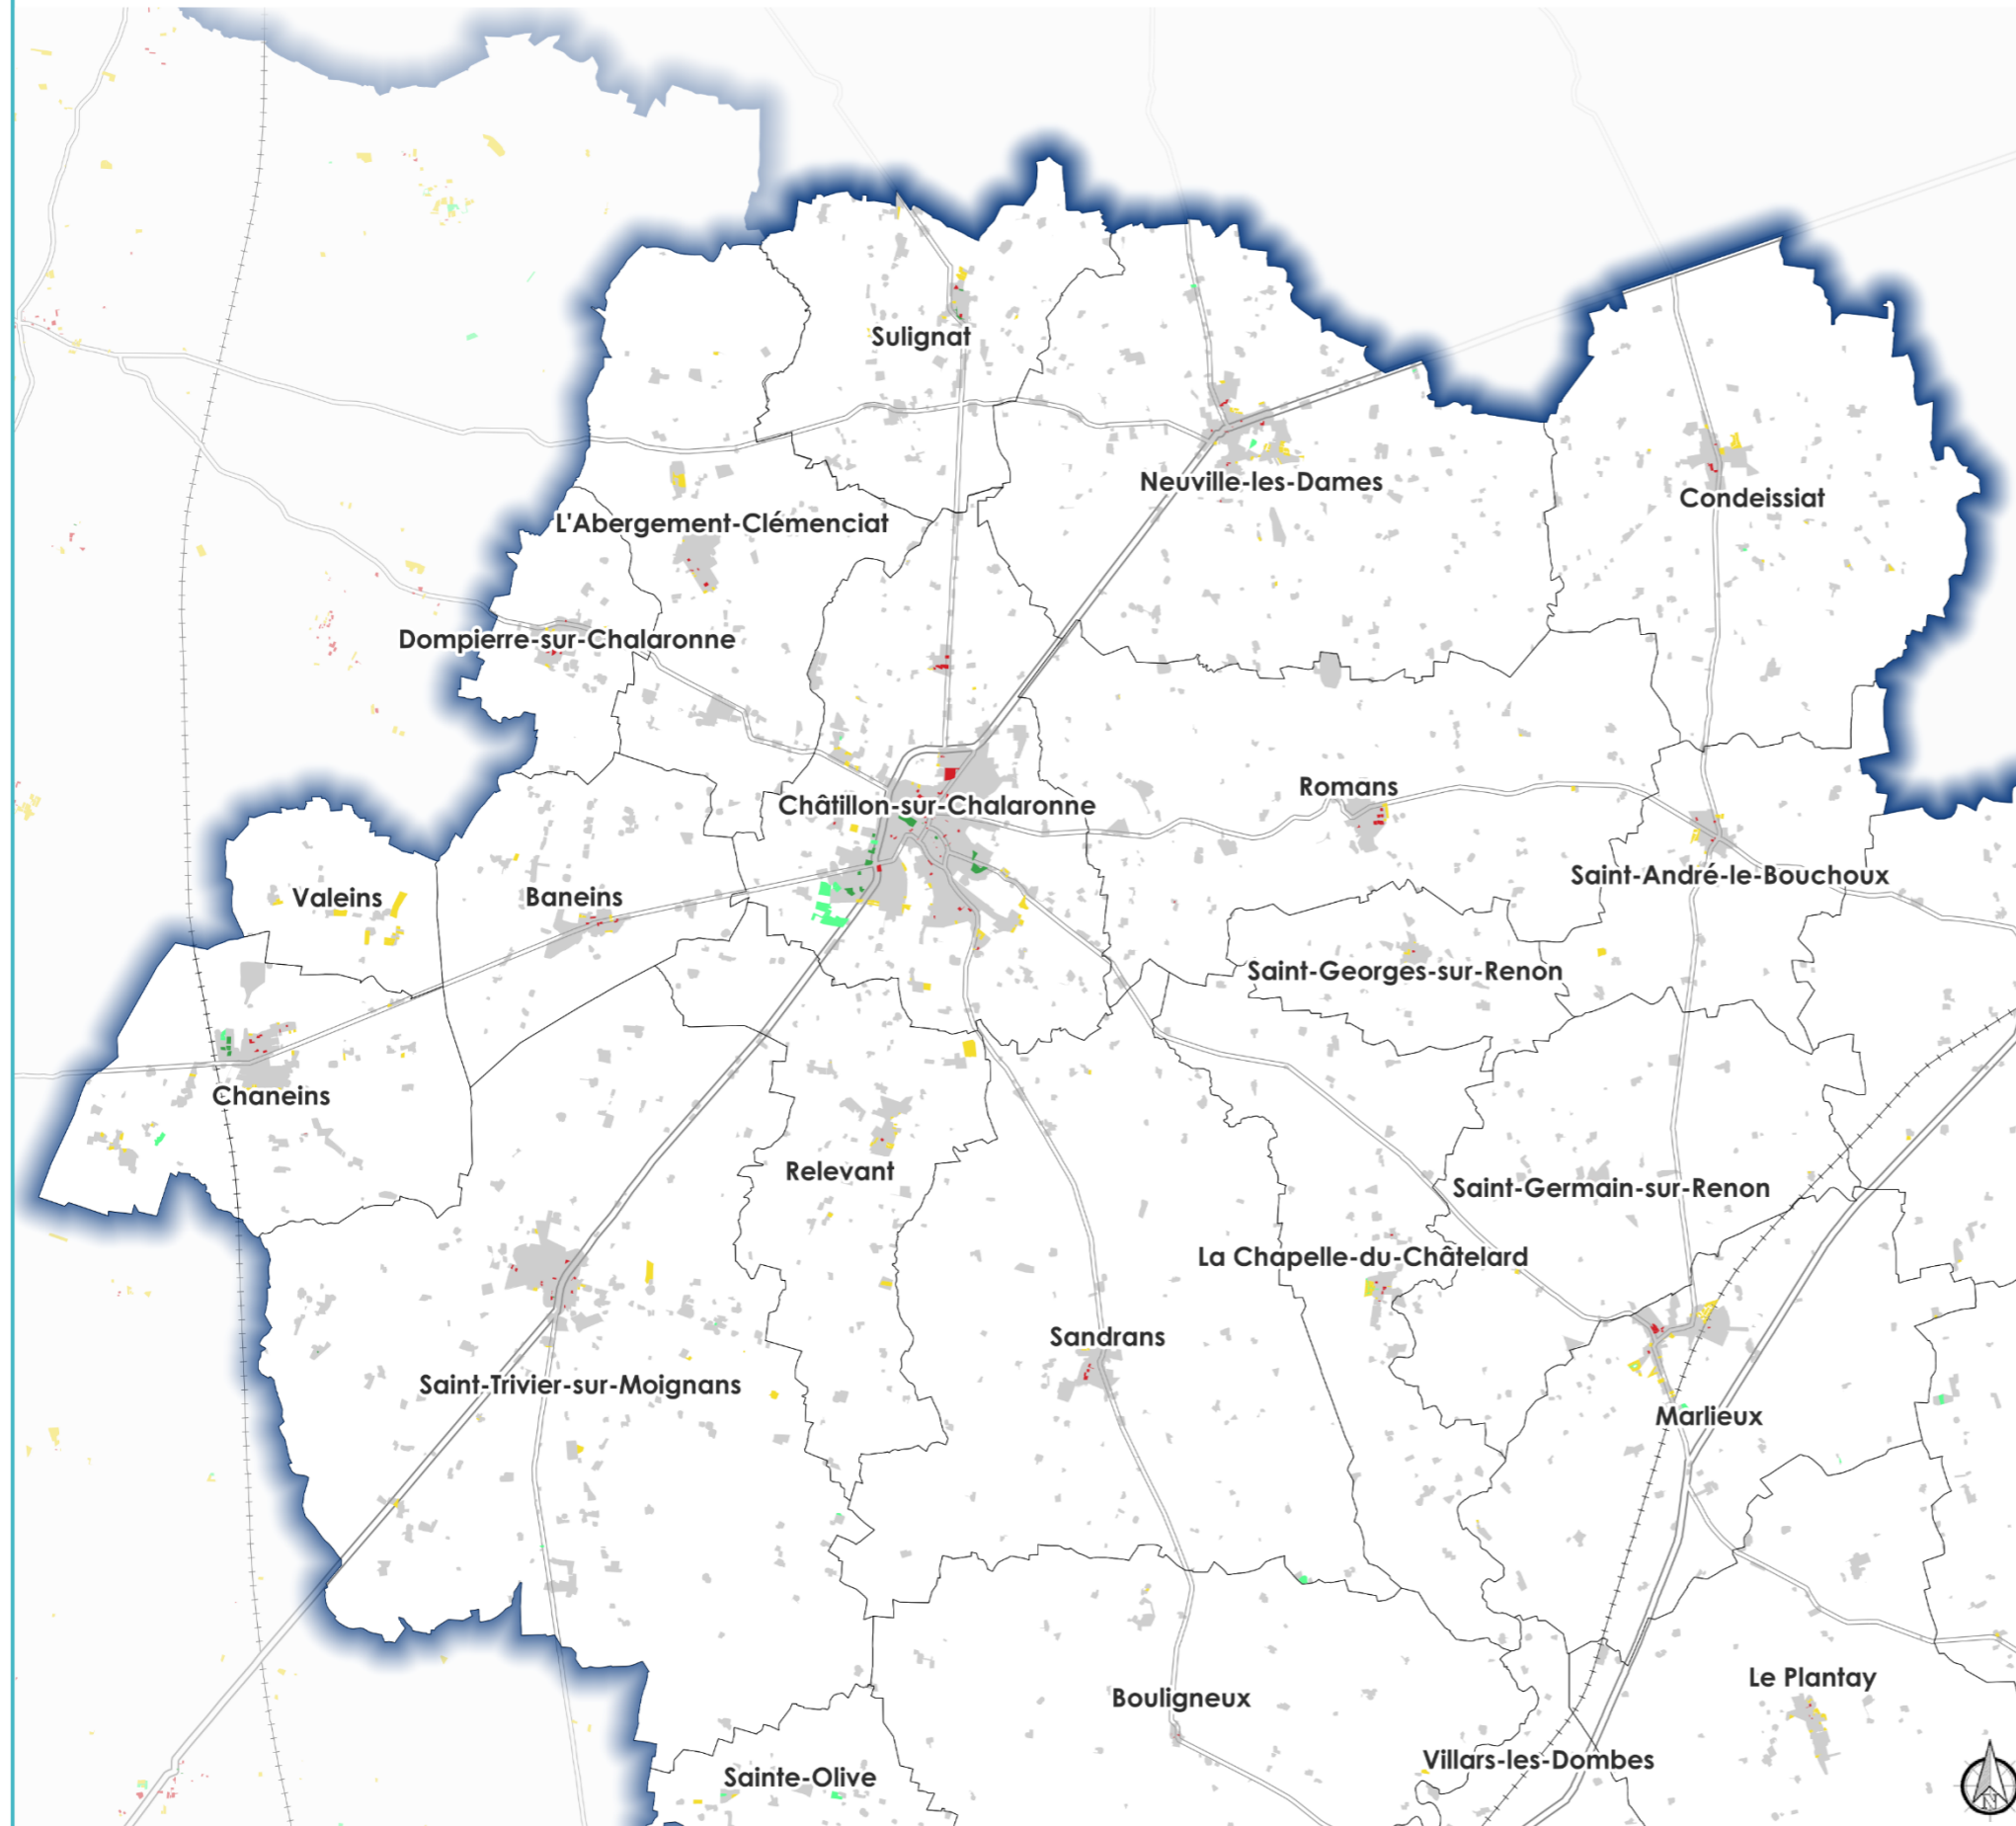 Sulignat
Neuville-les-Dames
Condeissiat
L'Abergement-Clémenciat
Dompierre-sur-Chalaronne
Romans
Châtillon-sur-Chalaronne
Saint-André-le-Bouchoux
Valeins
Baneins
Saint-Georges-sur-Renon
Chaneins
Relevant
Saint-Germain-sur-Renon
La Chapelle-du-Châtelard
Sandrans
Saint-Trivier-sur-Moignans
Marlieux
Le Plantay
Bouligneux
Villars-les-Dombes
Sainte-Olive
N